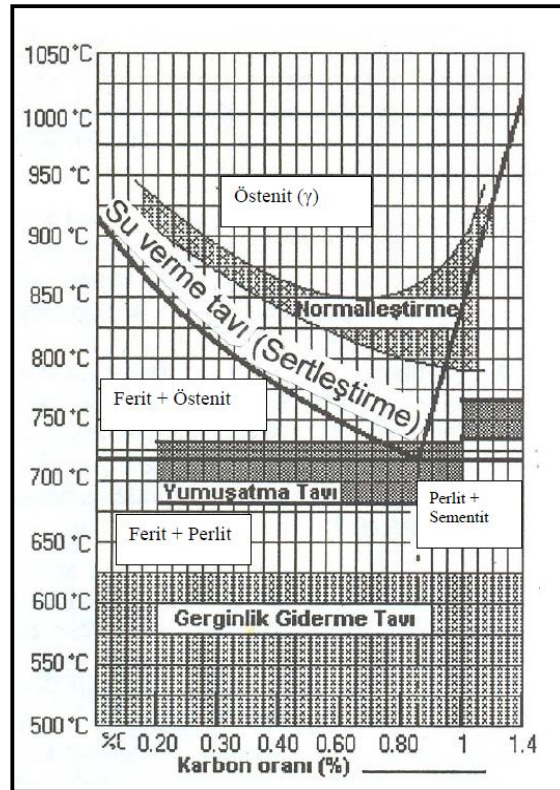 1050 °C
1000 °C
950 °C
900 °C
850 °C
800 °C
750 °C
700 °C
650 °C
600 °C
550 °C
500 °C
Östenit (γ)
Su verme tavı (Sertleştirme)
Normalleştirme
Ferit + Östenit
Yumuşatma Tavı
Perlit +
Sementit
Ferit + Perlit
Gerginlik Giderme Tavı
%C 0.20 0.30 0.40 0.60 0.80 1 1.4
Karbon oranı (%)